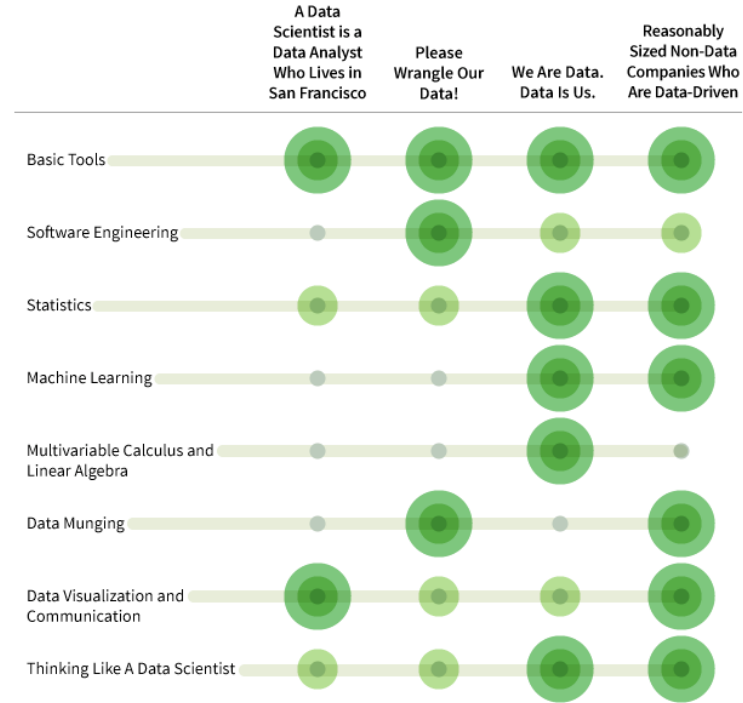 A Data
Scientist is a
Data Analyst
Who Lives in
San Francisco
Please
Wrangle Our
Data!
We Are Data.
Data Is Us.
Reasonably
Sized Non-Data
Companies Who
Are Data-Driven
Basic Tools
Software Engineering
Statistics
Machine Learning
Multivariable Calculus and
Linear Algebra
Data Munging
Data Visualization and
Communication
Thinking Like A Data Scientist